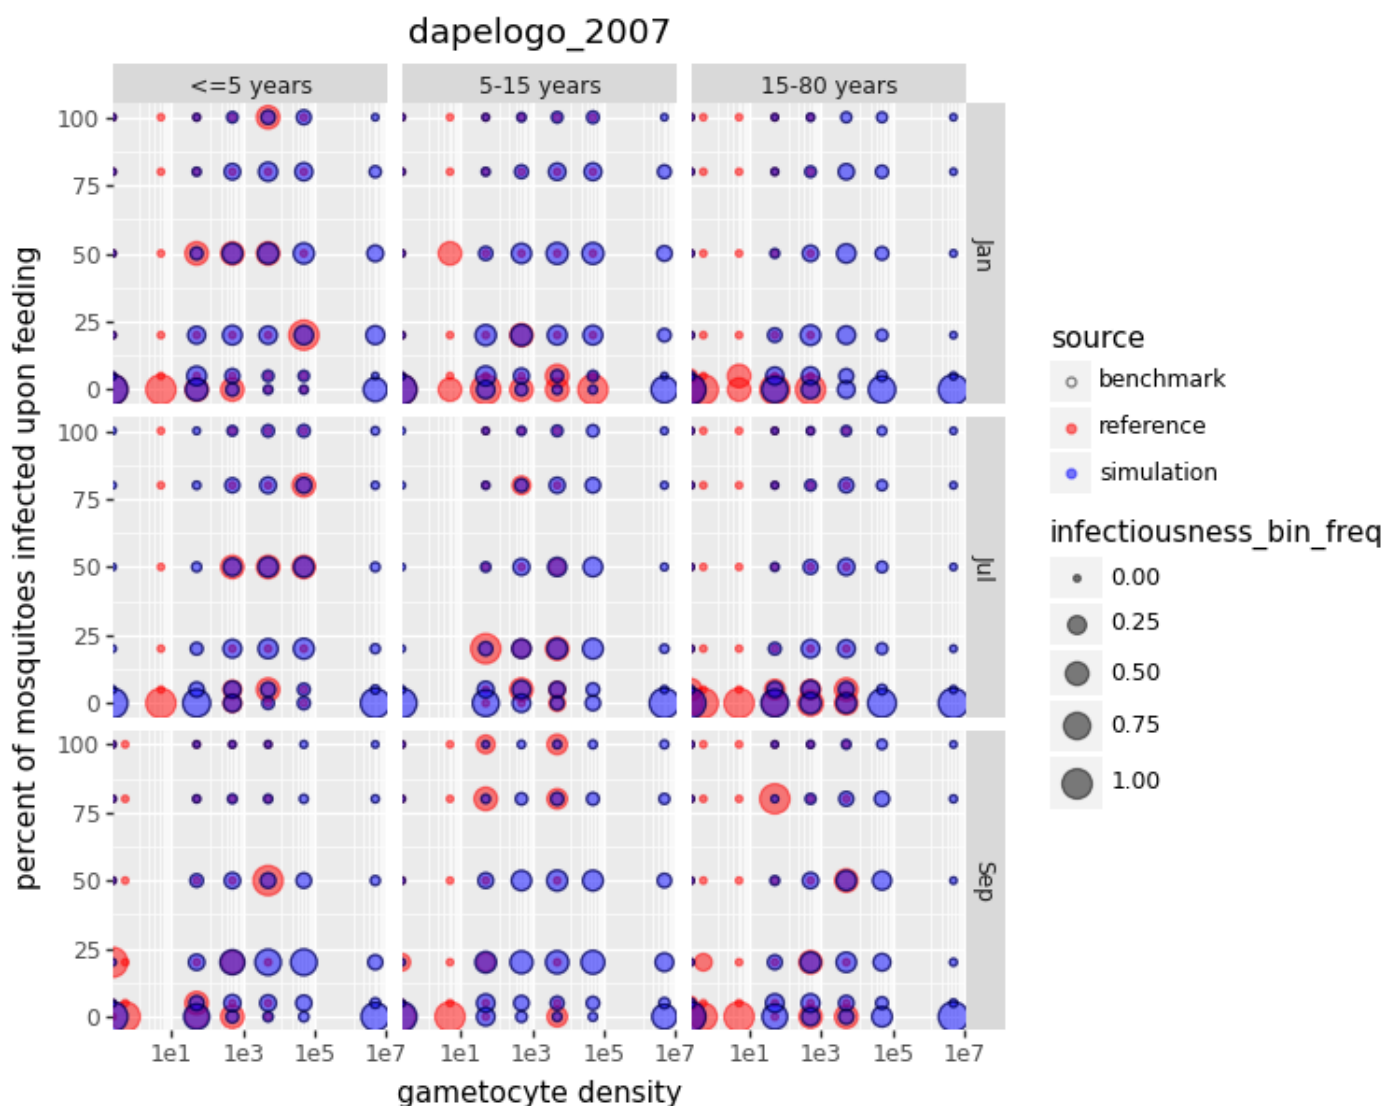 dapelogo_2007
<=5 years
5-15 years
15-80 years
percent of mosquitoes infected upon feeding
100
75
50
25
0
Jan
100
75
50
25
0
Jul
100
75
50
25
0
Sep
1e1
1e3
1e5
1e7
1e1
1e3
1e5
1e7
1e1
1e3
1e5
1e7
gametocyte density
source
benchmark
reference
simulation
infectiousness_bin_freq
0.00
0.25
0.50
0.75
1.00